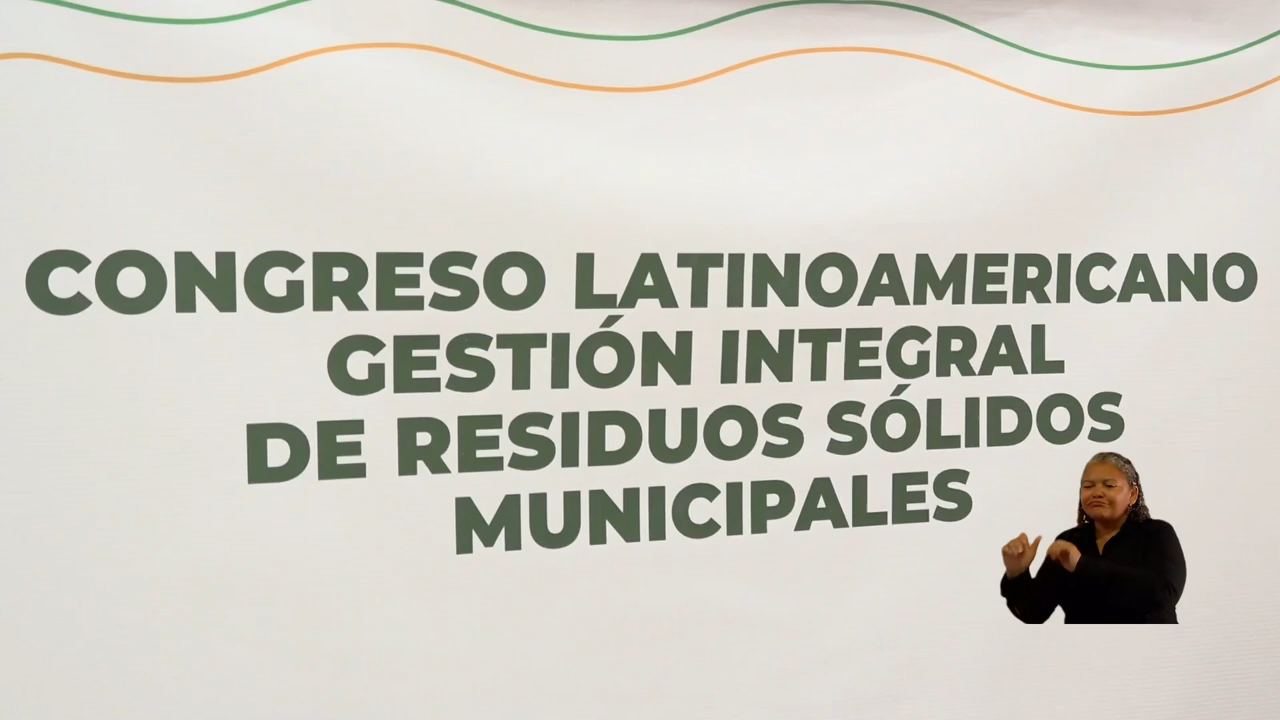 CONGRESO LATINOAMERICANO
GESTIÓN INTEGRAL
DE RESIDUOS SÓLIDOS
MUNICIPALES